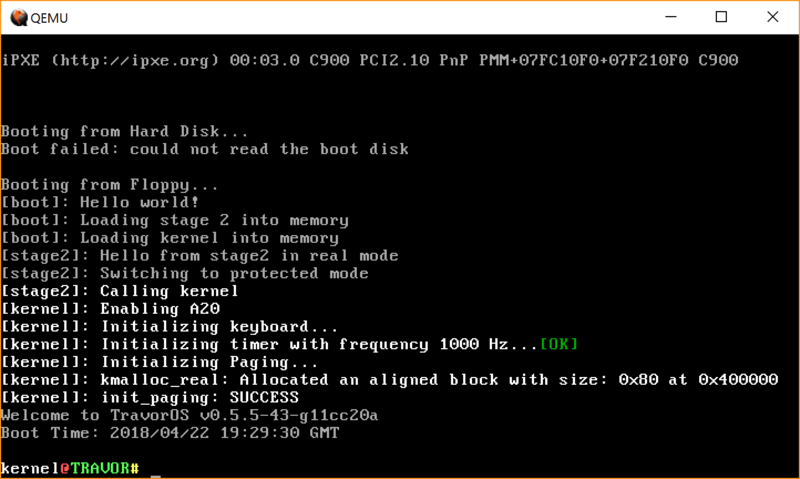 QEMU
iPXE (http://ipxe.org) 00:03.0 C900 PCI2.10 PnP PMM+07FC10F0+07F210F0 C900
Booting from Hard Disk...
Boot failed: could not read the boot disk
Booting from Floppy...
[boot]: Hello world!
[boot]: Loading stage 2 into memory
[boot]: Loading kernel into memory
[stage2]: Hello from stage2 in real mode
[stage2]: Switching to protected mode
[stage2]: Calling kernel
[kernel]: Enabling A20
[kernel]: Initializing keyboard...
[kernel]: Initializing timer with frequency 1000 Hz...[OK]
[kernel]: Initializing Paging...
[kernel]: kmalloc_real: Allocated an aligned block with size: 0x80 at 0x400000
[kernel]: init_paging: SUCCESS
Welcome to TravorOS v0.5.5-43-g11cc20a
Boot Time: 2018/04/22 19:29:30 GMT
kernel@TRAVOR# _